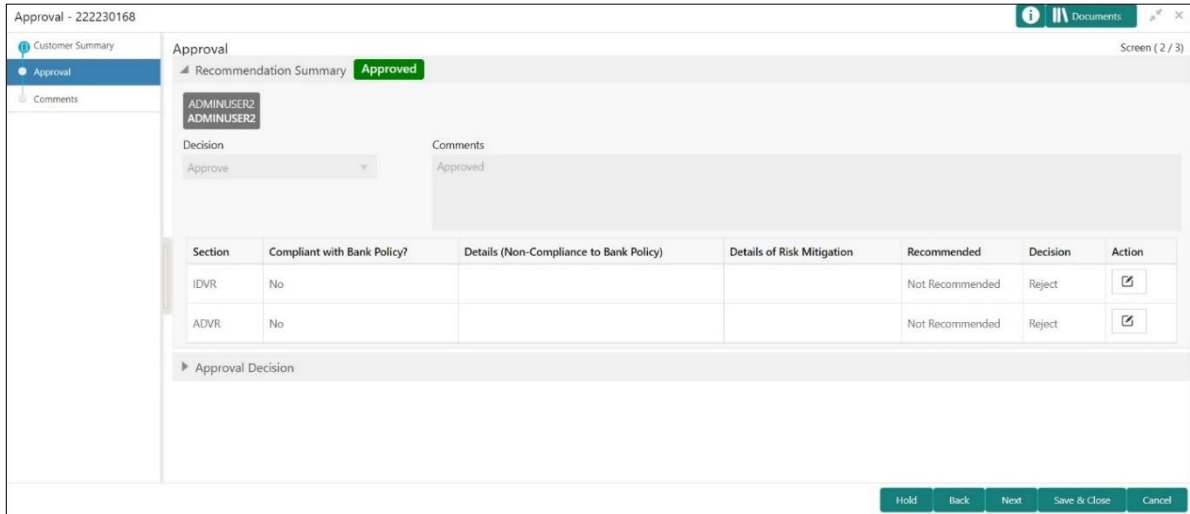 Approval - 222230168
Documents
Customer Summary
Approval
Comments
Approval
Screen ( 2 / 3)
Recommendation Summary Approved
ADMINUSER2
ADMINUSER2
Decision Comments
Approve Approved
Section Compliant with Bank Policy? Details (Non-Compliance to Bank Policy) Details of Risk Mitigation Recommended Decision Action
IDVR No Not Recommended Reject
ADVR No Not Recommended Reject
Approval Decision
Hold Back Next Save & Close Cancel